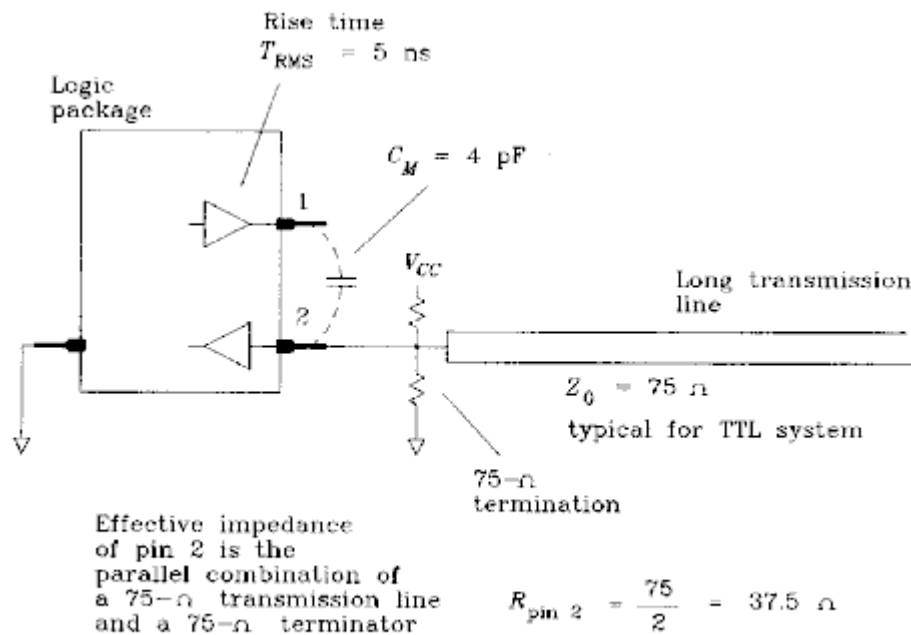 Rise time
T_RMS = 5 ns
Logic
package
C_M = 4 pF
1
V_CC
Long transmission
line
2
Z_0 = 75 Ω
typical for TTL system
75-Ω
termination
Effective impedance
of pin 2 is the
parallel combination of
a 75-Ω transmission line
and a 75-Ω terminator
R_pin 2 = 75/2 = 37.5 Ω